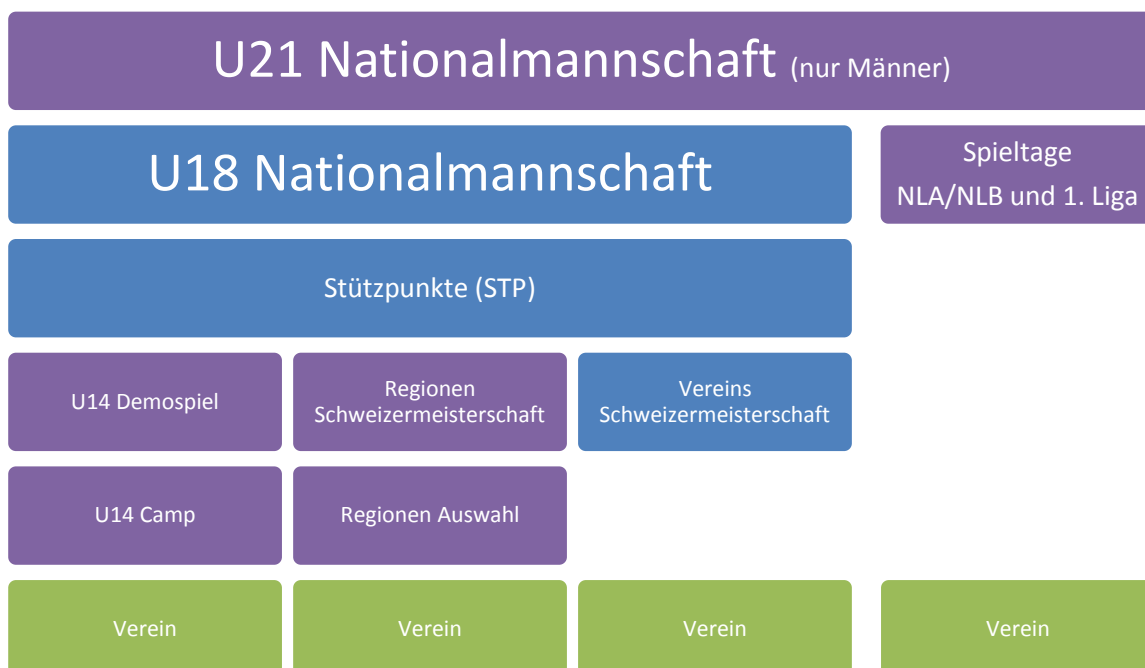 U21 Nationalmannschaft (nur Männer)
U18 Nationalmannschaft
Spieltage
NLA/NLB und 1. Liga
Stützpunkte (STP)
U14 Demospiel
Regionen
Schweizermeisterschaft
Vereins
Schweizermeisterschaft
U14 Camp
Regionen Auswahl
Verein
Verein
Verein
Verein